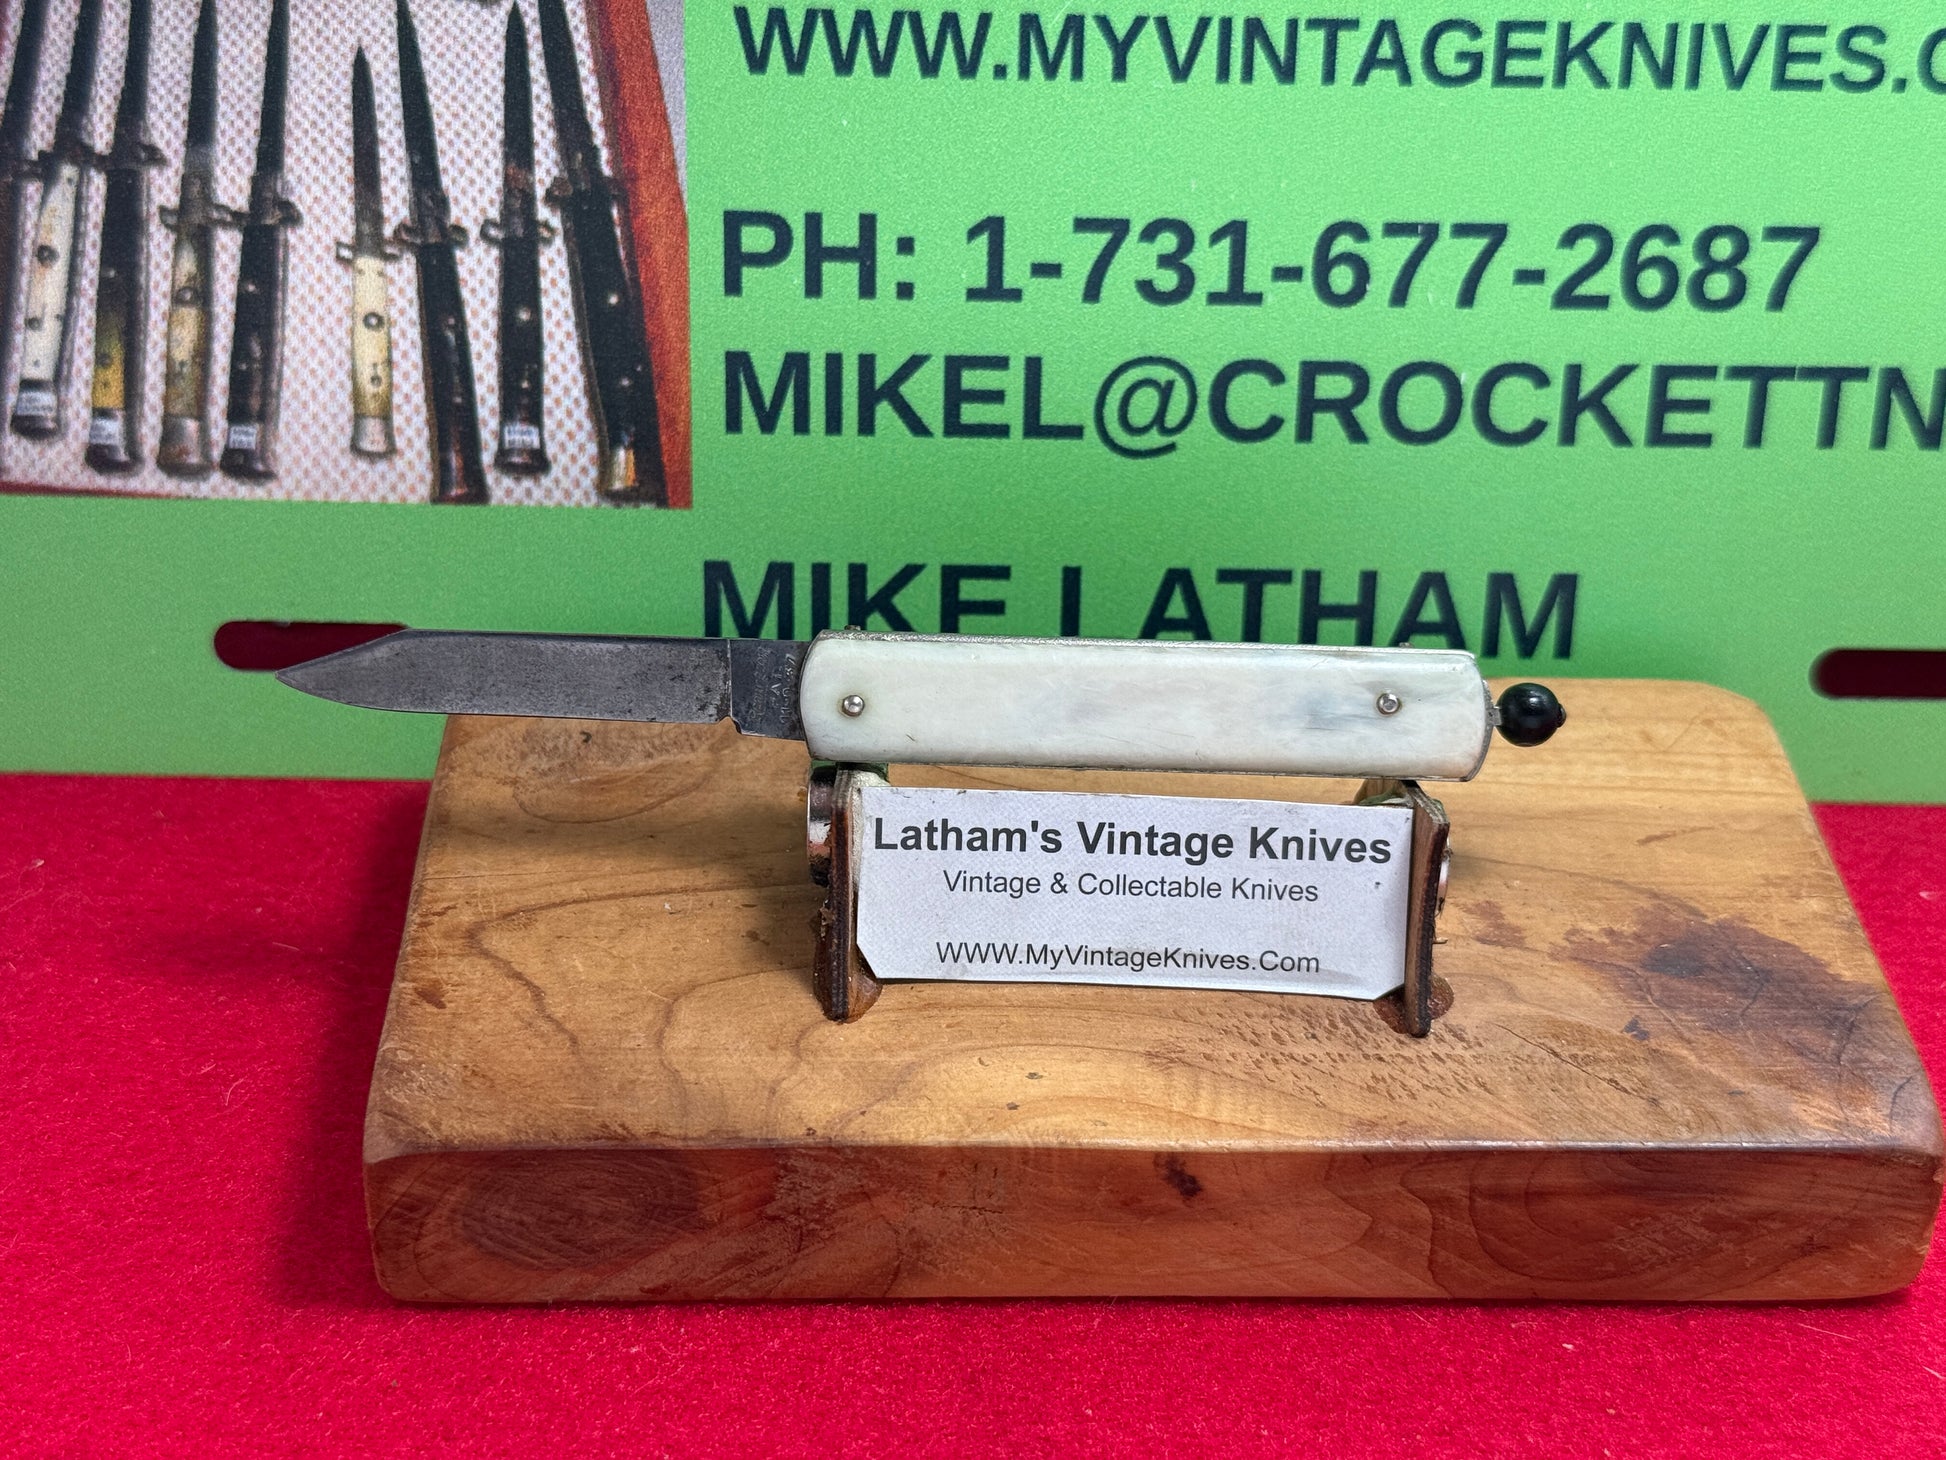 WWW.MYVINTAGEKNIVES.
PH: 1-731-677-2687
MIKEL@CROCKETTN
MIKE LATHAM
Latham's Vintage Knives
Vintage & Collectable Knives
WWW.MyVintageKnives.Com